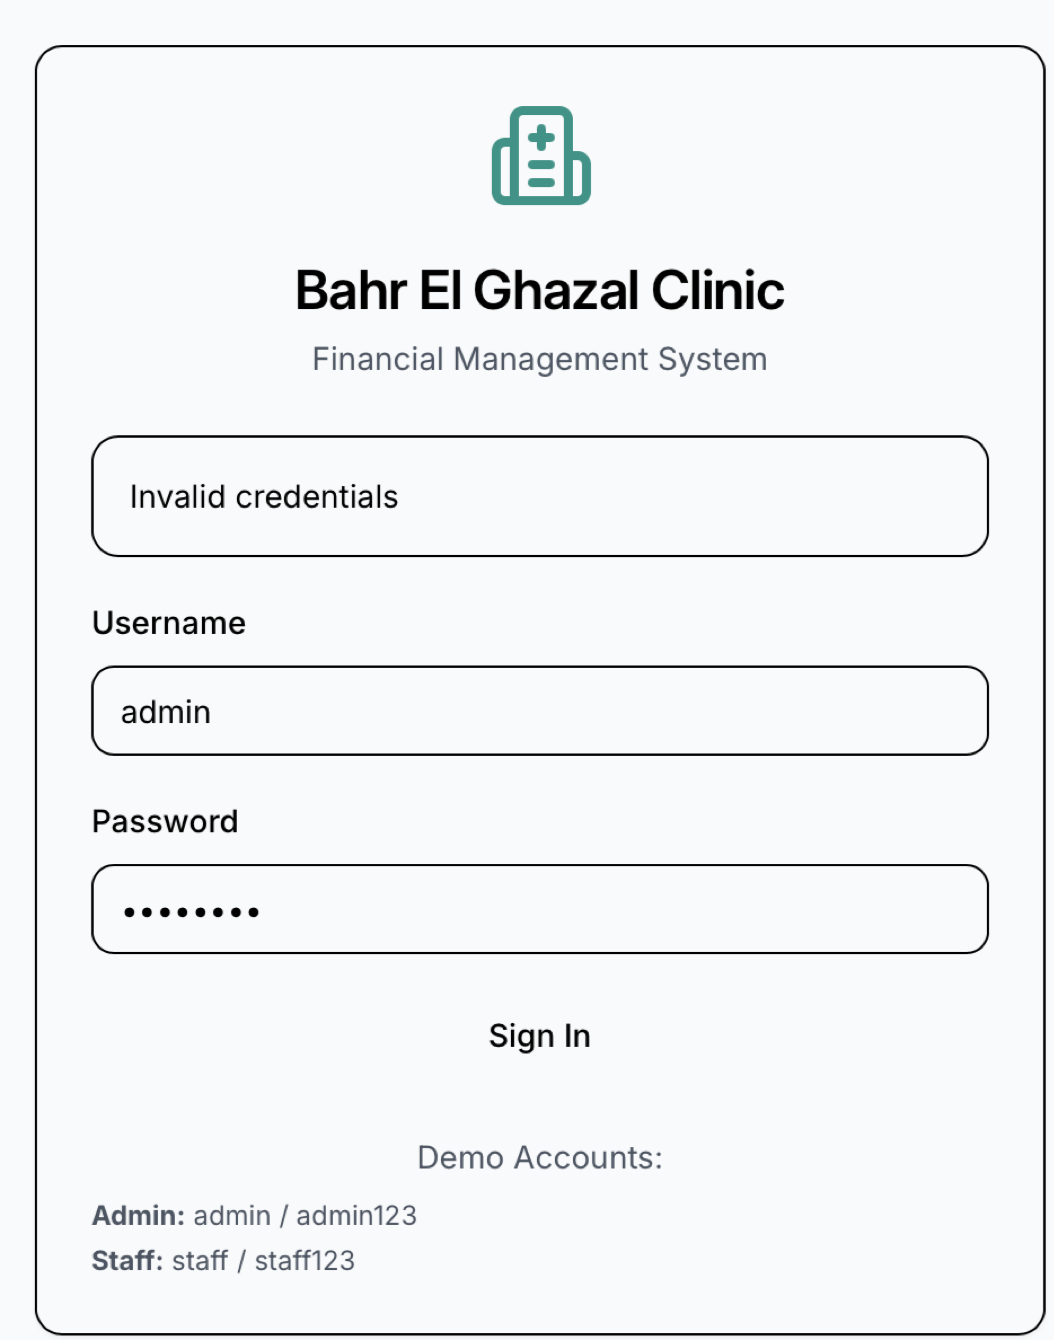 Bahr El Ghazal Clinic
Financial Management System
Invalid credentials
Username
admin
Password
••••••••
Sign In
Demo Accounts:
Admin: admin / admin123
Staff: staff / staff123